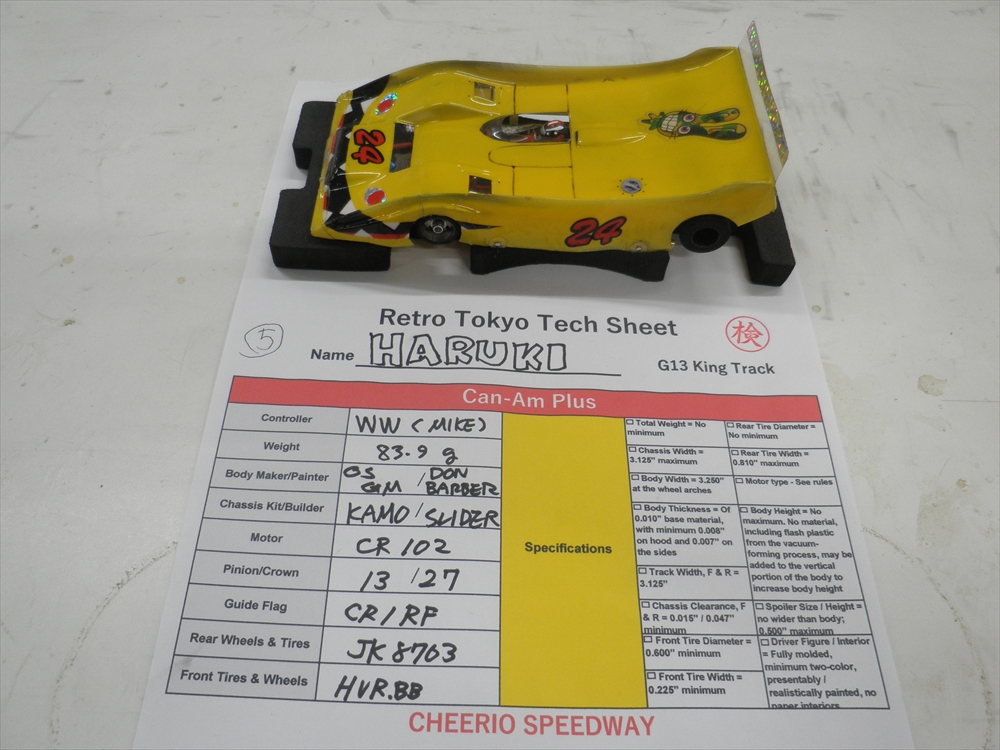 24
24
Retro Tokyo Tech Sheet
検
5
Name HARUKI
G13 King Track
Can-Am Plus
Controller WW (MIKE)
Weight 83.9 g
Body Maker/Painter OS GM / DON BARBER
Chassis Kit/Builder KAMO / SLIDER
Motor CR 102
Pinion/Crown 13 / 27
Guide Flag CR / RF
Rear Wheels & Tires JK 8703
Front Tires & Wheels HVR.BB
Specifications
☐ Total Weight = No
minimum
☐ Rear Tire Diameter =
No minimum
☐ Chassis Width =
3.125" maximum
☐ Rear Tire Width =
0.810" maximum
☐ Body Width = 3.250"
at the wheel arches
☐ Motor type - See rules
☐ Body Thickness = Of
0.010" base material,
with minimum 0.008"
on hood and 0.007" on
the sides
☐ Body Height = No
maximum. No material,
including flash plastic
from the vacuum-
forming process, may be
added to the vertical
portion of the body to
increase body height
☐ Track Width, F & R =
3.125"
☐ Chassis Clearance, F
& R = 0.015" / 0.047"
minimum
☐ Spoiler Size / Height =
no wider than body;
0.500" maximum
☐ Front Tire Diameter =
0.600" minimum
☐ Driver Figure / Interior
= Fully molded,
minimum two-color,
presentably /
realistically painted, no
paper interiors
☐ Front Tire Width =
0.225" minimum
CHEERIO SPEEDWAY